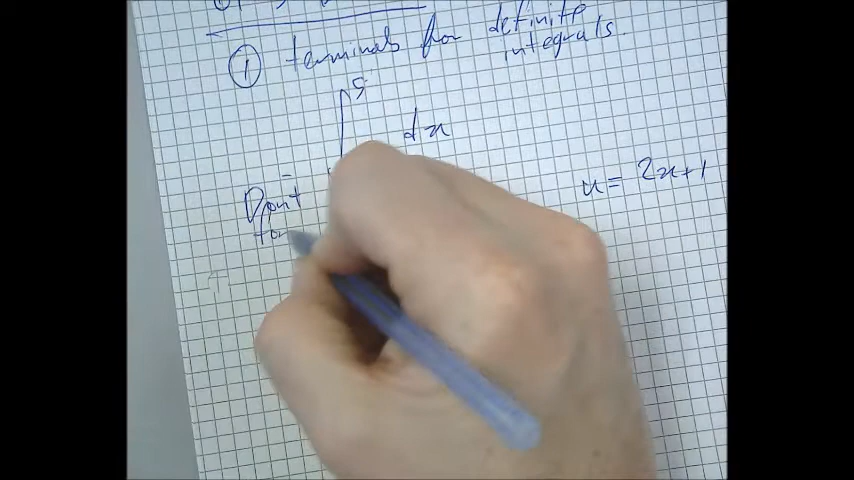 ① terminals for definite
integrals.
∫ 5
dx
u = 2x+1
Don't
for